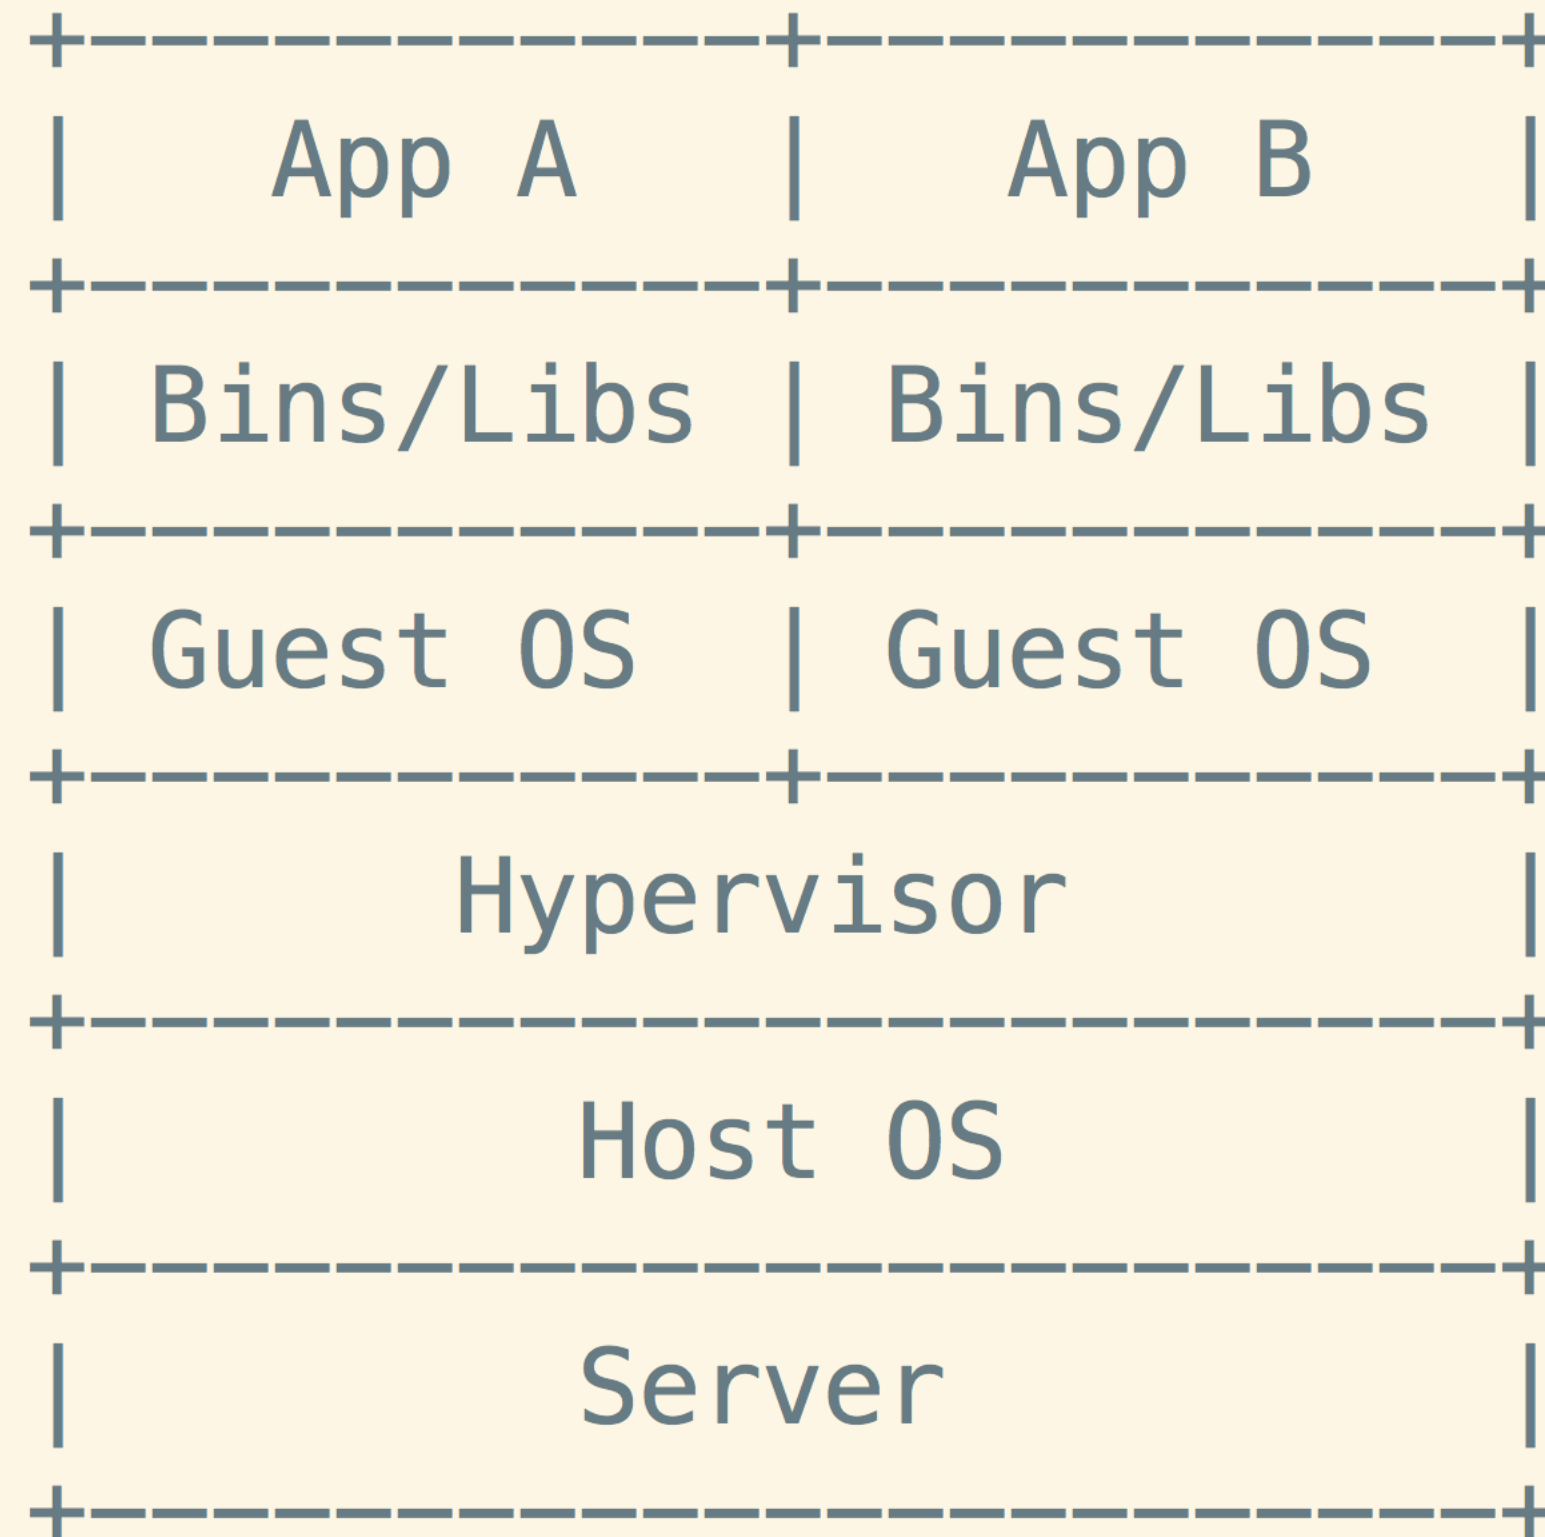 +-----------+-----------+
|   App A   |   App B   |
+-----------+-----------+
| Bins/Libs | Bins/Libs |
+-----------+-----------+
| Guest OS  | Guest OS  |
+-----------+-----------+
|      Hypervisor       |
+-----------------------+
|        Host OS        |
+-----------------------+
|        Server         |
+-----------------------+